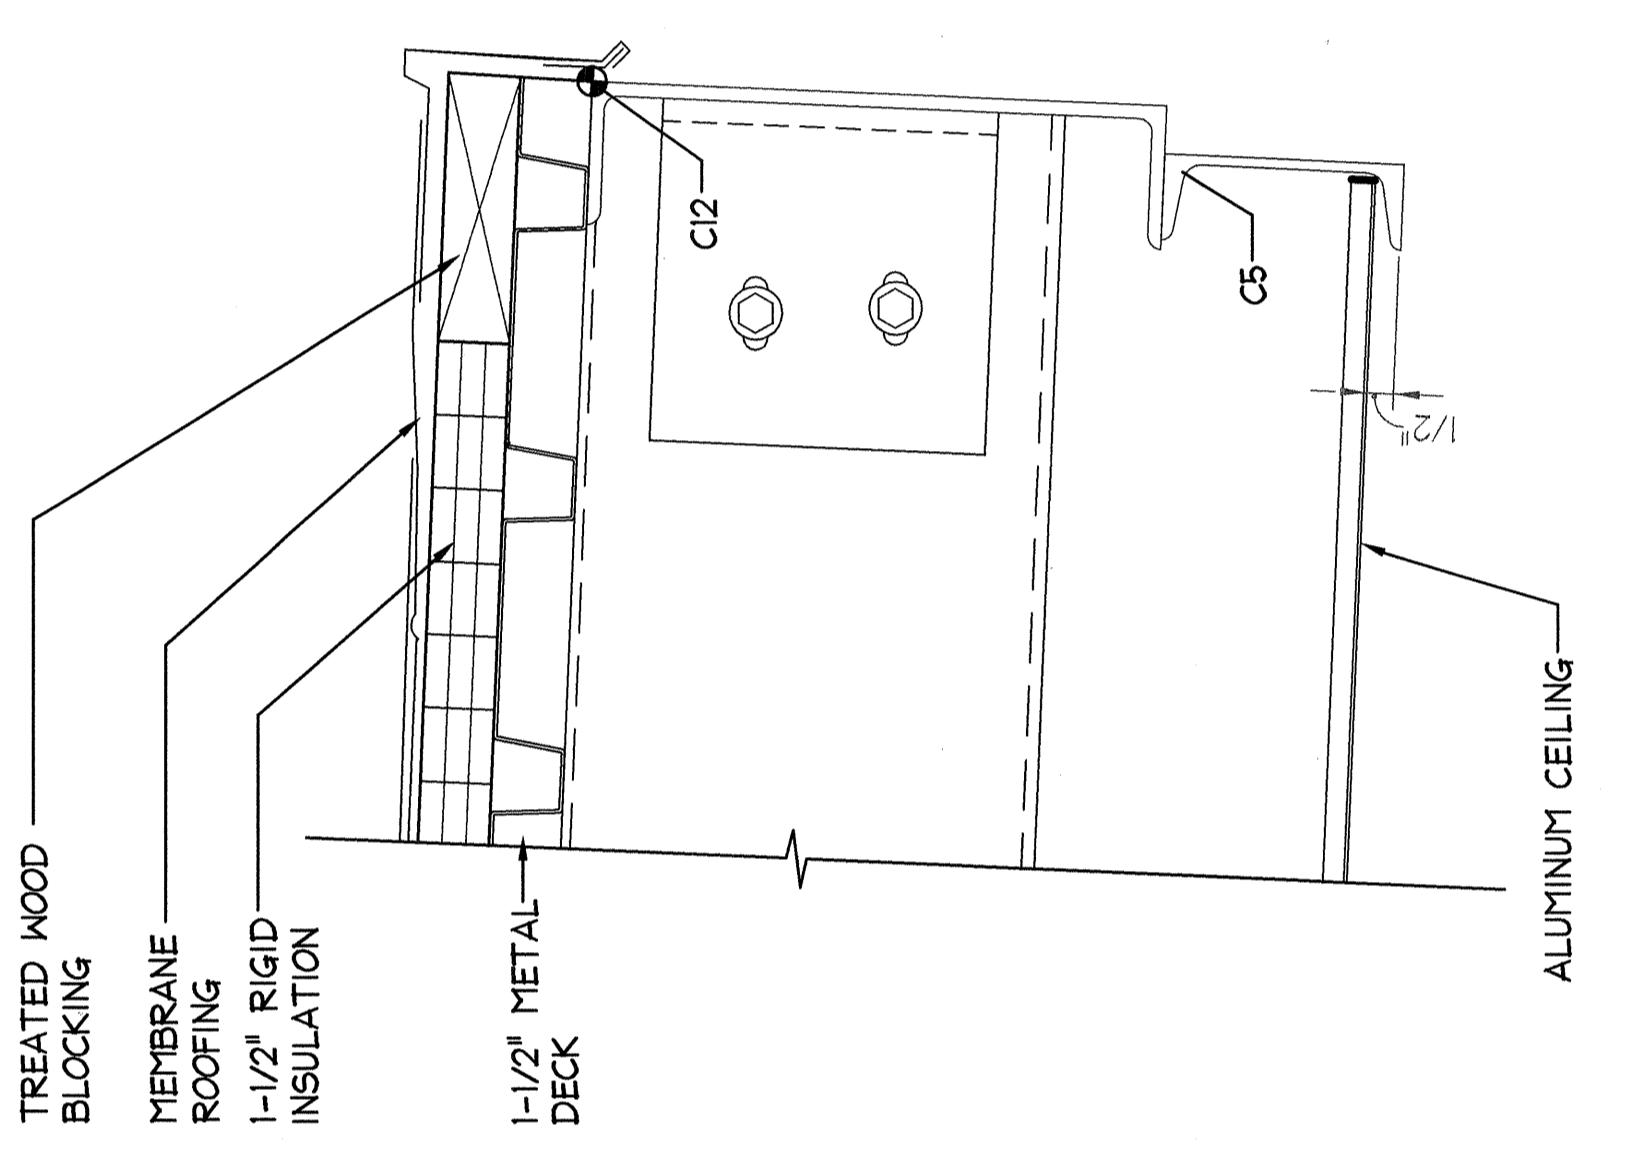 TREATED WOOD
BLOCKING
MEMBRANE
ROOFING
1-1/2" RIGID
INSULATION
1-1/2" METAL
DECK
C12
C5
1/2"
ALUMINUM CEILING